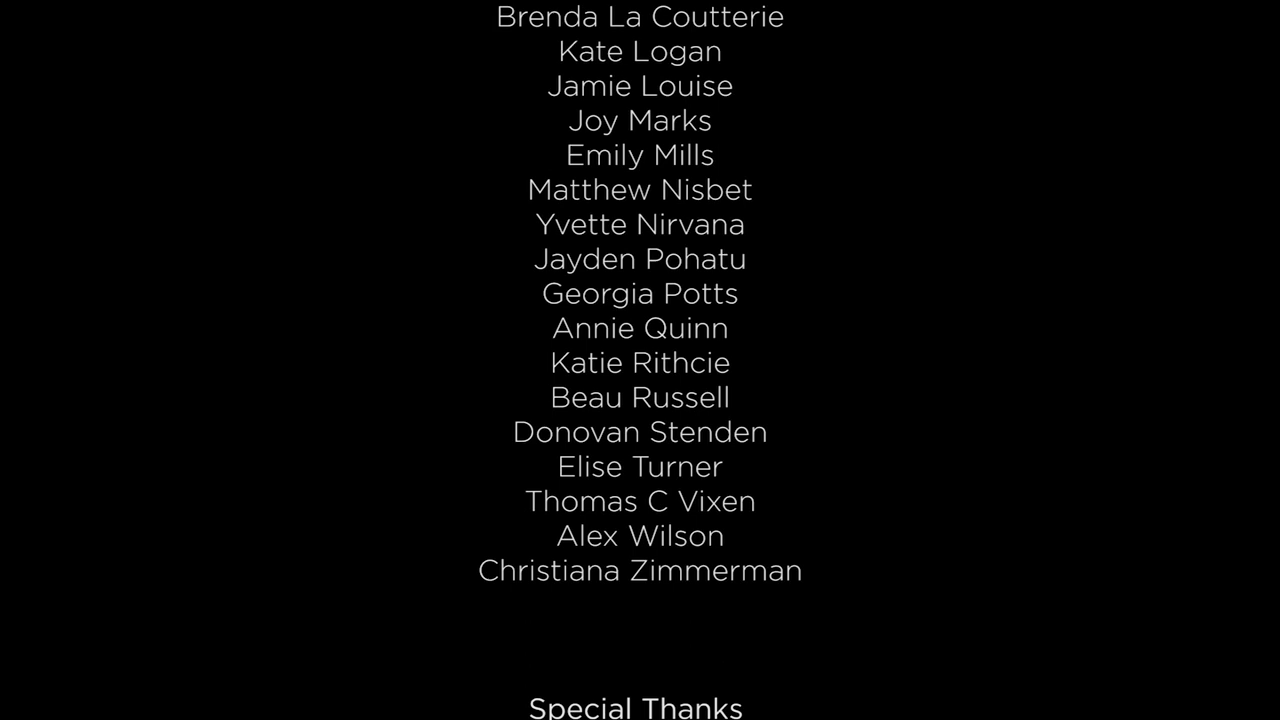 Brenda La Coutterie
Kate Logan
Jamie Louise
Joy Marks
Emily Mills
Matthew Nisbet
Yvette Nirvana
Jayden Pohatu
Georgia Potts
Annie Quinn
Katie Rithcie
Beau Russell
Donovan Stenden
Elise Turner
Thomas C Vixen
Alex Wilson
Christiana Zimmerman
Special Thanks